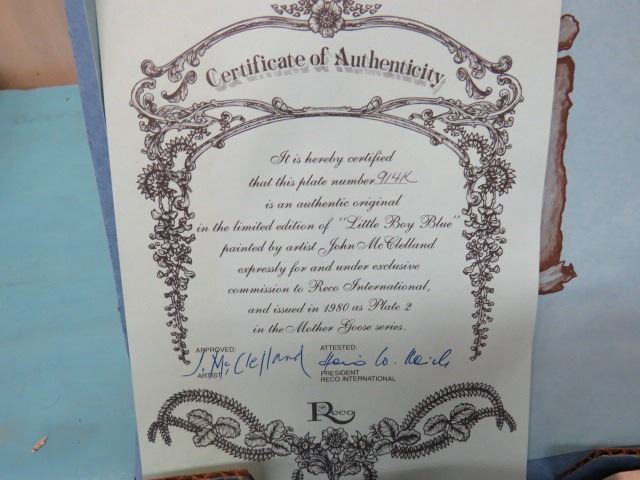 Certificate of Authenticity
It is hereby certified
that this plate number 914K
is an authentic original
in the limited edition of "Little Boy Blue"
painted by artist John McClelland
expressly for and under exclusive
commission to Reco International,
and issued in 1980 as Plate 2
in the Mother Goose series.
APPROVED:
J. McClelland
ARTIST
ATTESTED:
PRESIDENT
RECO INTERNATIONAL
Reco